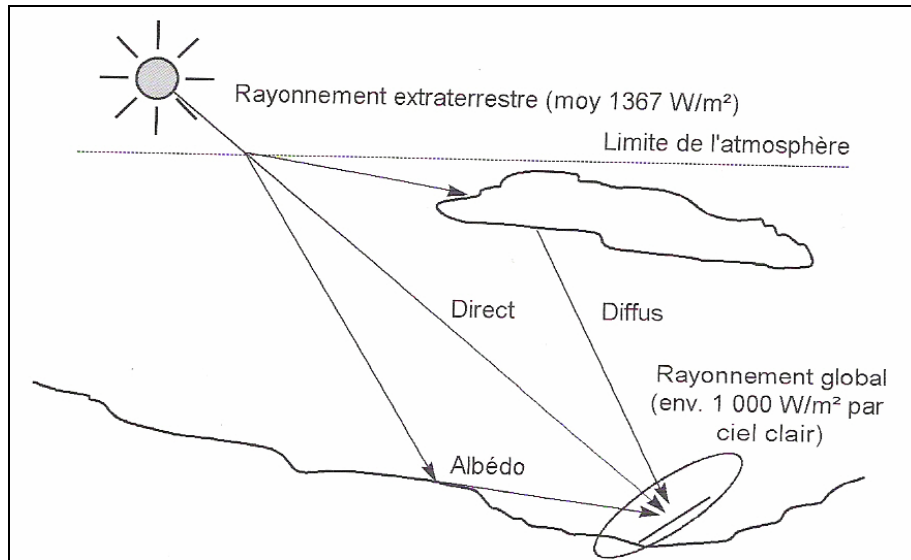 Rayonnement extraterrestre (moy 1367 W/m²)
Limite de l'atmosphère
Direct
Diffus
Rayonnement global
(env. 1 000 W/m² par
ciel clair)
Albédo